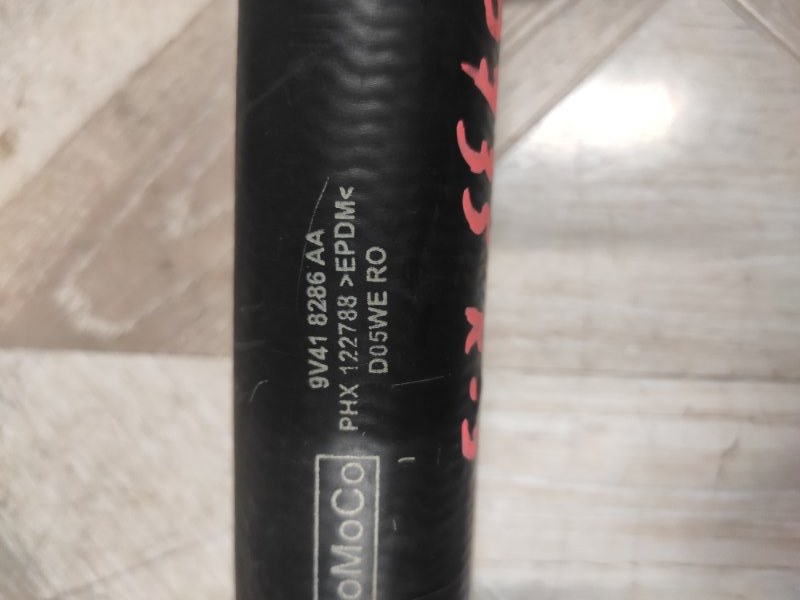 9V41 8286 AA
PHX 122788 >EPDM<
D05WE RO
oMoCo